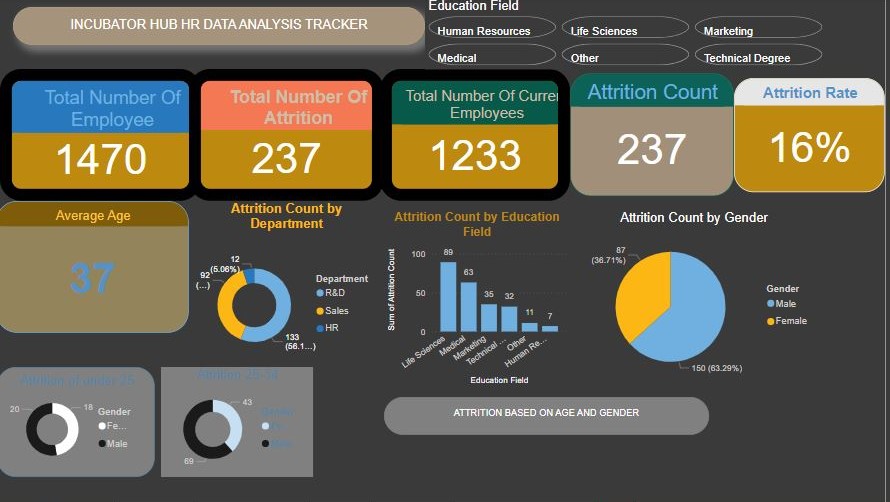 INCUBATOR HUB HR DATA ANALYSIS TRACKER
Education Field
Human Resources
Life Sciences
Marketing
Medical
Other
Technical Degree
Total Number Of
Employee
1470
Total Number Of
Attrition
237
Total Number Of Curren
Employees
1233
Attrition Count
237
Attrition Rate
16%
Average Age
37
Attrition Count by
Department
12
(5.06%)
92
(...)
133
(56.1...)
Department
R&D
Sales
HR
Attrition Count by Education
Field
Sum of Attrition Count
100
50
0
89
63
35
32
11
7
Life Sciences
Medical
Marketing
Technical ...
Other
Human Re...
Education Field
Attrition Count by Gender
87
(36.71%)
150 (63.29%)
Gender
Male
Female
Attrition of under 25
20
18
Gender
Fe...
Male
Attrition 25-34
43
69
Gender
ATTRITION BASED ON AGE AND GENDER